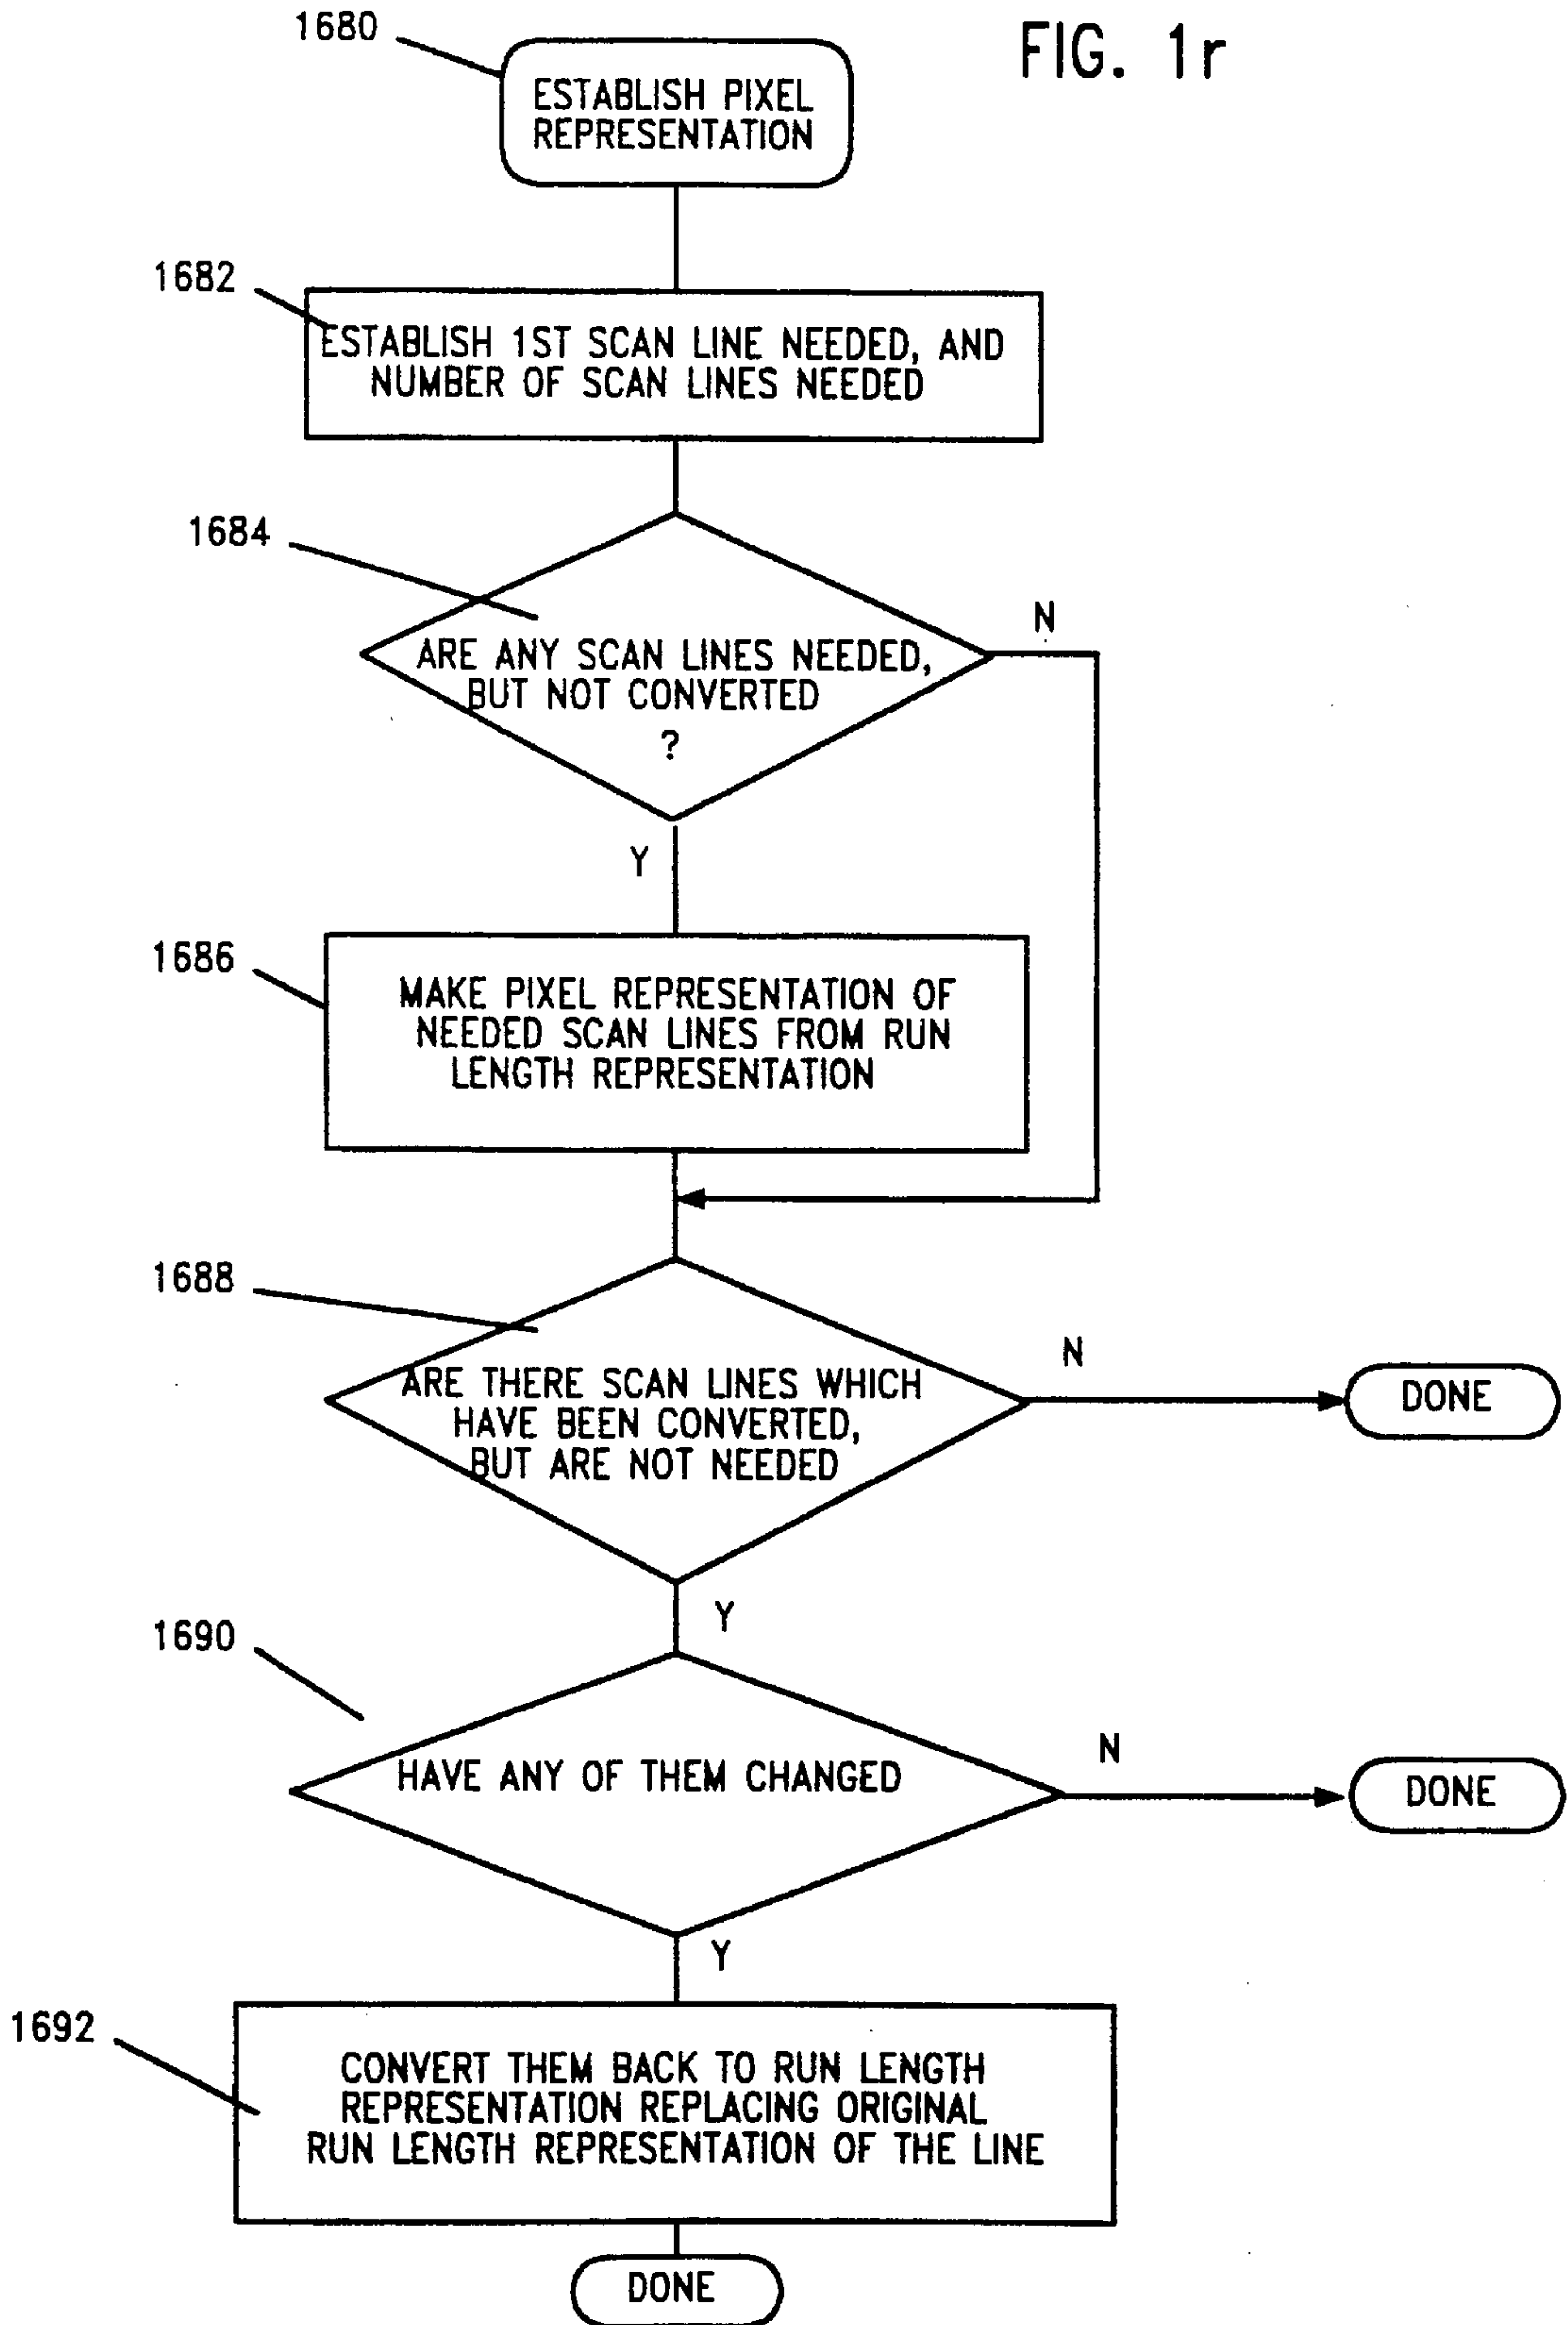 FIG. 1r
1680
ESTABLISH PIXEL
REPRESENTATION
1682
ESTABLISH 1ST SCAN LINE NEEDED, AND
NUMBER OF SCAN LINES NEEDED
1684
N
ARE ANY SCAN LINES NEEDED,
BUT NOT CONVERTED
?
Y
1686
MAKE PIXEL REPRESENTATION OF
NEEDED SCAN LINES FROM RUN
LENGTH REPRESENTATION
1688
N
ARE THERE SCAN LINES WHICH
HAVE BEEN CONVERTED,
BUT ARE NOT NEEDED
DONE
Y
1690
N
HAVE ANY OF THEM CHANGED
DONE
Y
1692
CONVERT THEM BACK TO RUN LENGTH
REPRESENTATION REPLACING ORIGINAL
RUN LENGTH REPRESENTATION OF THE LINE
DONE